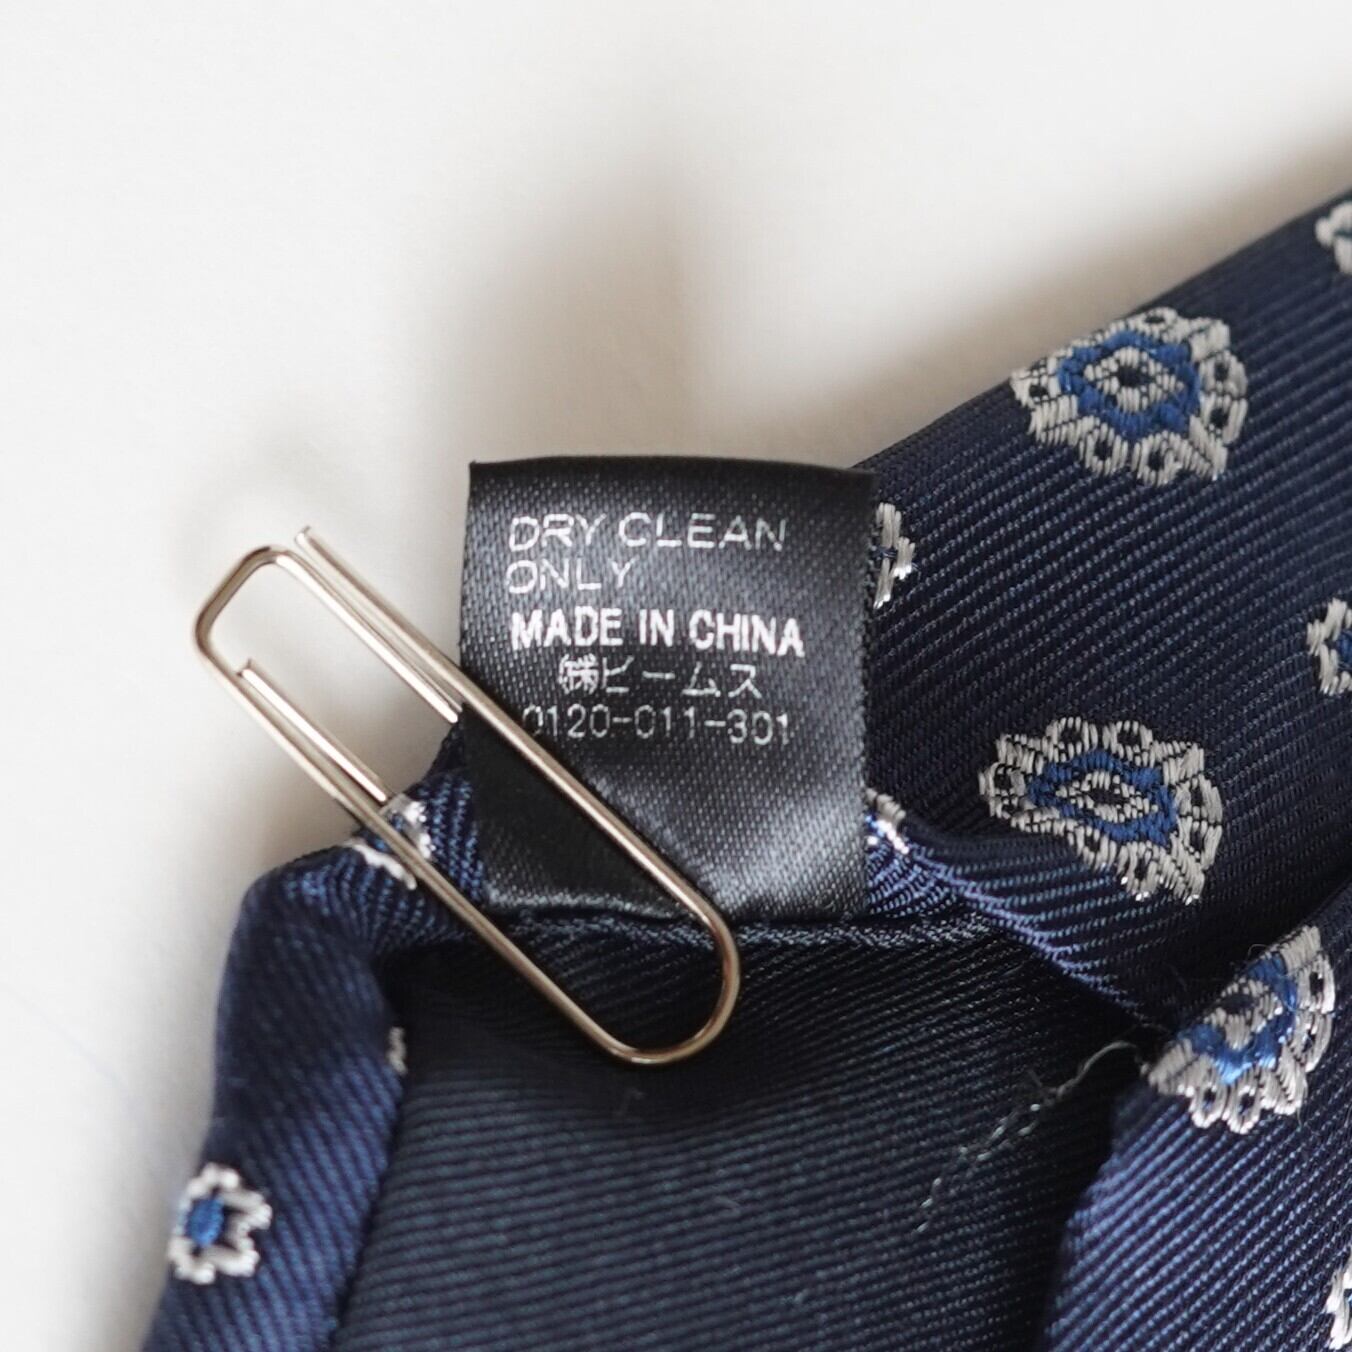 DRY CLEAN
ONLY
MADE IN CHINA
㈱ビームス
0120-011-301